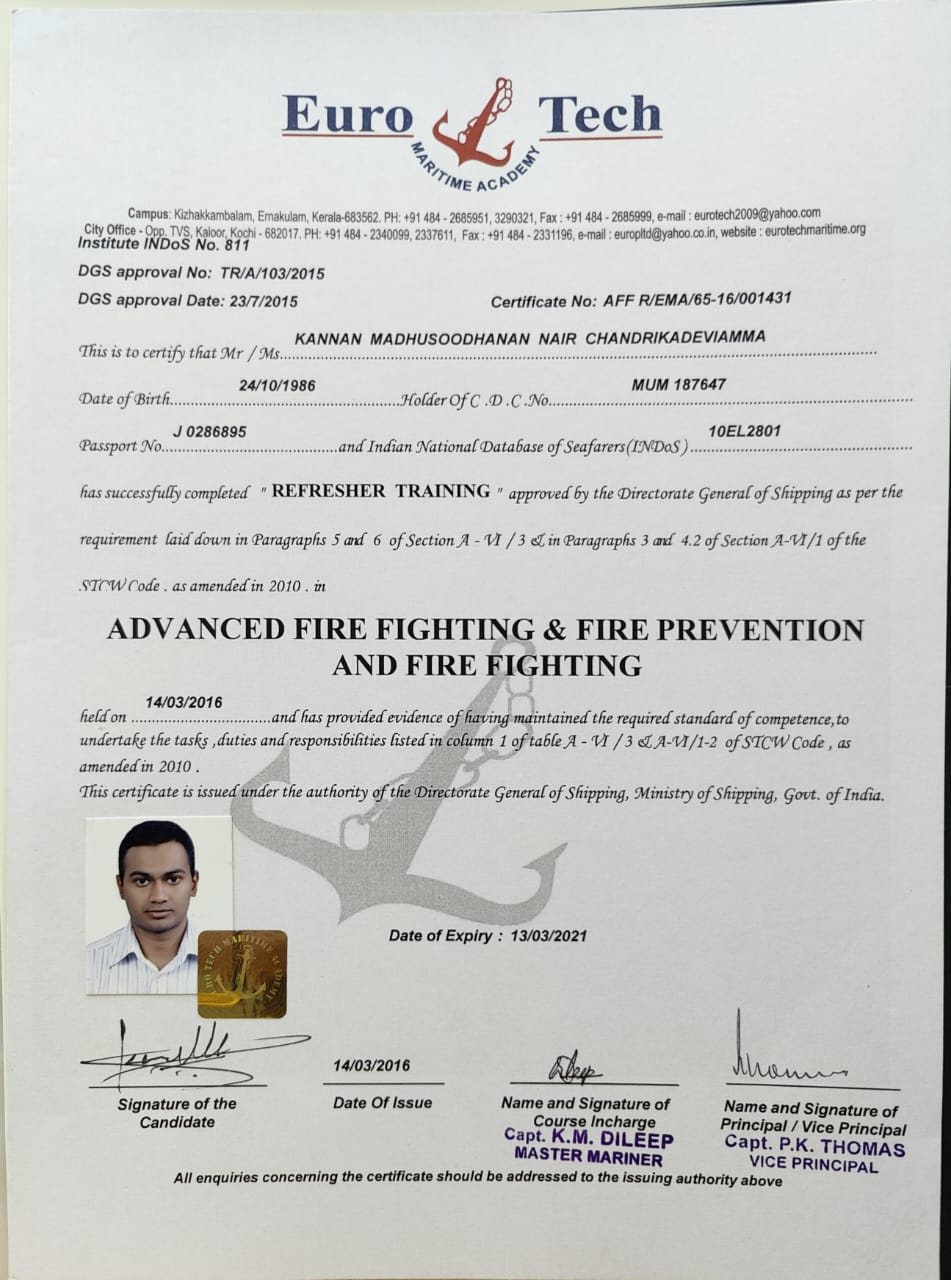 Euro Tech
MARITIME ACADEMY
Campus: Kizhakkambalam, Ernakulam, Kerala-683562. PH: +91 484 - 2685951, 3290321, Fax : +91 484 - 2685999, e-mail : eurotech2009@yahoo.com
City Office - Opp. TVS, Kaloor, Kochi - 682017. PH: +91 484 - 2340099, 2337611, Fax : +91 484 - 2331196, e-mail : europltd@yahoo.co.in, website : eurotechmaritime.org
Institute INDoS No. 811
DGS approval No: TR/A/103/2015
DGS approval Date: 23/7/2015 Certificate No: AFF R/EMA/65-16/001431
This is to certify that Mr / Ms. KANNAN MADHUSOODHANAN NAIR CHANDRIKADEVIAMMA
Date of Birth 24/10/1986 Holder Of C .D .C .No. MUM 187647
Passport No. J 0286895 and Indian National Database of Seafarers(INDoS) 10EL2801
has successfully completed " REFRESHER TRAINING " approved by the Directorate General of Shipping as per the
requirement laid down in Paragraphs 5 and 6 of Section A - VI / 3 & in Paragraphs 3 and 4.2 of Section A-VI/1 of the
STCW Code . as amended in 2010 . in
ADVANCED FIRE FIGHTING & FIRE PREVENTION
AND FIRE FIGHTING
held on 14/03/2016 and has provided evidence of having maintained the required standard of competence,to
undertake the tasks ,duties and responsibilities listed in column 1 of table A - VI / 3 & A-VI/1-2 of STCW Code , as
amended in 2010 .
This certificate is issued under the authority of the Directorate General of Shipping, Ministry of Shipping, Govt. of India.
RO TECH MARITIME ACADEMY
Date of Expiry : 13/03/2021
Signature of the
Candidate
14/03/2016
Date Of Issue
Dileep
Name and Signature of
Course Incharge
Capt. K.M. DILEEP
MASTER MARINER
Name and Signature of
Principal / Vice Principal
Capt. P.K. THOMAS
VICE PRINCIPAL
All enquiries concerning the certificate should be addressed to the issuing authority above